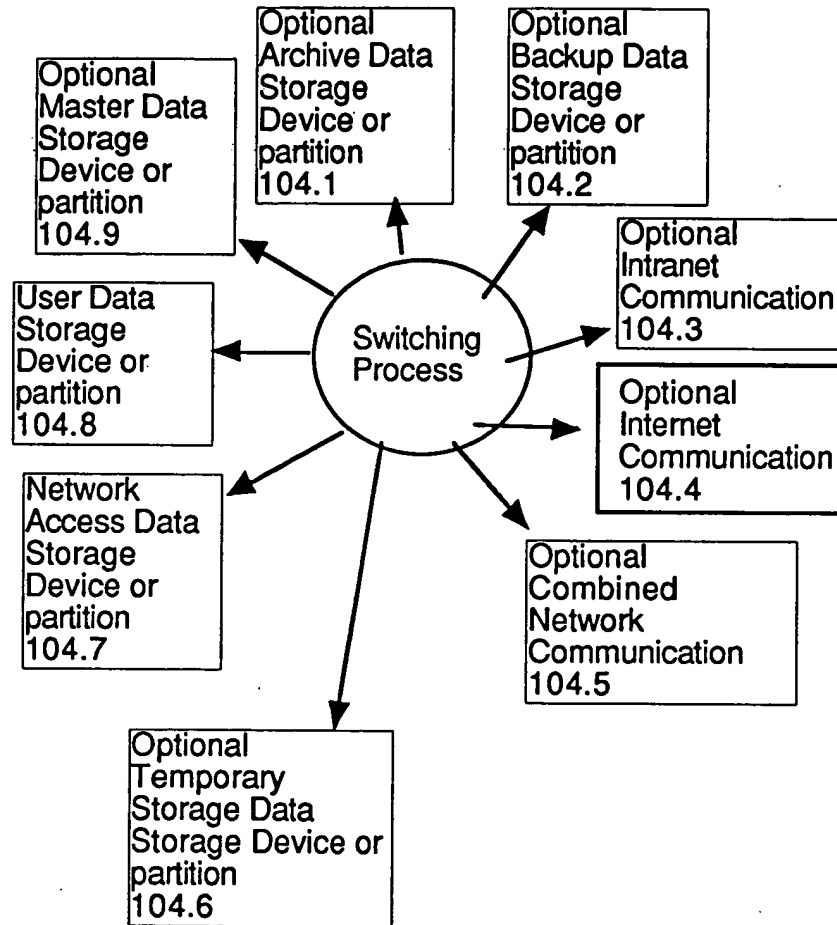 Optional
Archive Data
Storage
Device or
partition
104.1
Optional
Backup Data
Storage
Device or
partition
104.2
Optional
Master Data
Storage
Device or
partition
104.9
Optional
Intranet
Communication
104.3
User Data
Storage
Device or
partition
104.8
Switching
Process
Optional
Internet
Communication
104.4
Network
Access Data
Storage
Device or
partition
104.7
Optional
Combined
Network
Communication
104.5
Optional
Temporary
Storage Data
Storage Device or
partition
104.6